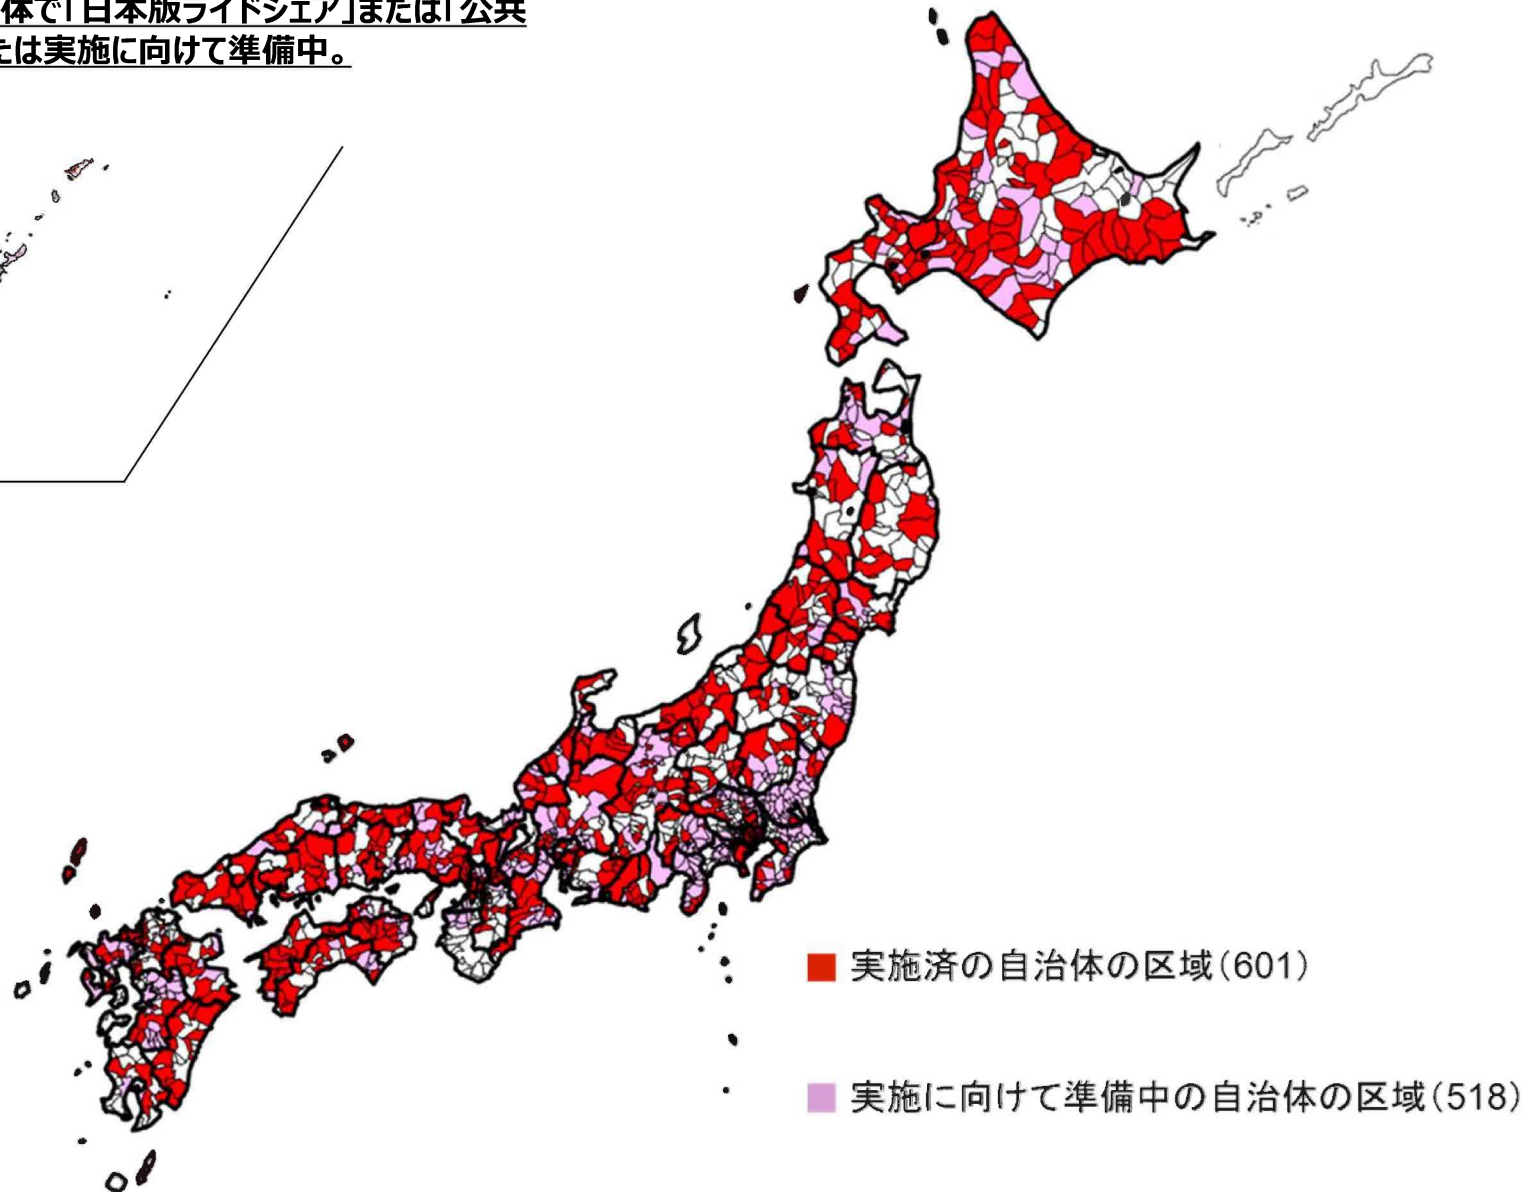 体で「日本版ライドシェア」または「公共
たは実施に向けて準備中。
実施済の自治体の区域(601)
実施に向けて準備中の自治体の区域(518)